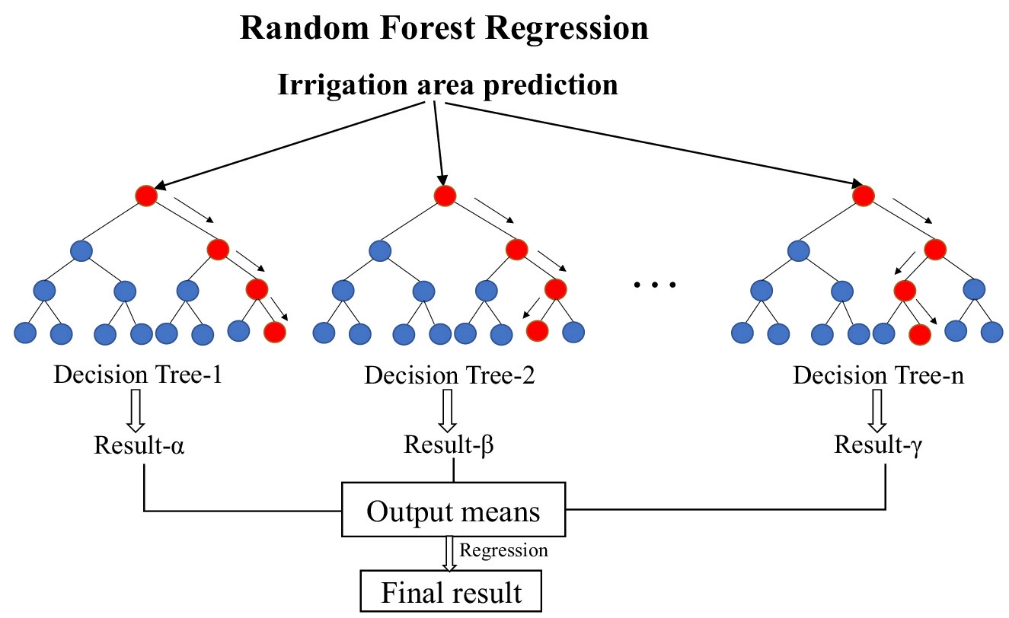 Random Forest Regression
Irrigation area prediction
. . .
Decision Tree-1
Decision Tree-2
Decision Tree-n
Result-α
Result-β
Result-γ
Output means
Regression
Final result